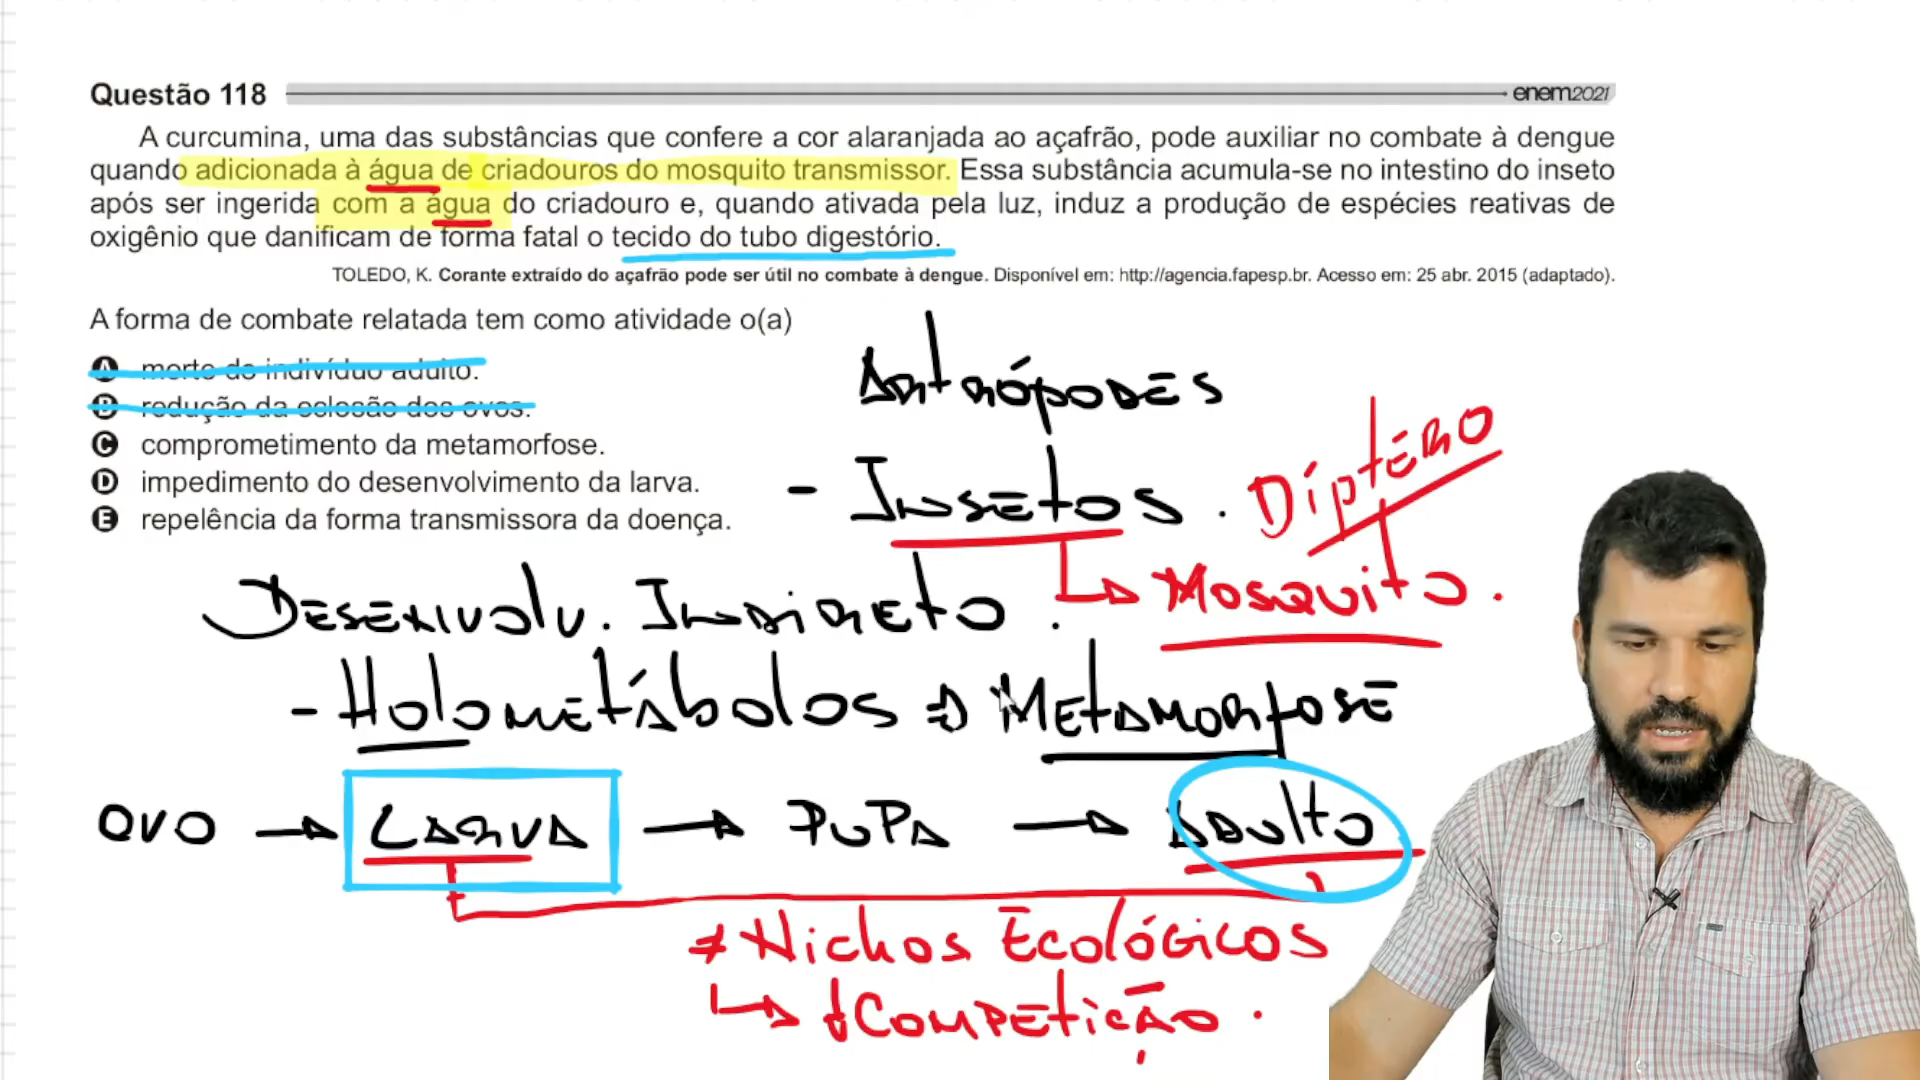 Questão 118
enem2021
A curcumina, uma das substâncias que confere a cor alaranjada ao açafrão, pode auxiliar no combate à dengue
quando adicionada à água de criadouros do mosquito transmissor. Essa substância acumula-se no intestino do inseto
após ser ingerida com a água do criadouro e, quando ativada pela luz, induz a produção de espécies reativas de
oxigênio que danificam de forma fatal o tecido do tubo digestório.
TOLEDO, K. Corante extraído do açafrão pode ser útil no combate à dengue. Disponível em: http://agencia.fapesp.br. Acesso em: 25 abr. 2015 (adaptado).
A forma de combate relatada tem como atividade o(a)
A morte do indivíduo adulto.
B redução da eclosão dos ovos.
C comprometimento da metamorfose.
D impedimento do desenvolvimento da larva.
E repelência da forma transmissora da doença.
Artrópodes
- Insetos.
Díptero
Mosquito.
Desenvolv. Indireto.
- Holometábolos ⇒ Metamorfose
OVO → Larva → PUPA → Adulto
≠ Nichos Ecológicos
↳ ↓Competição.